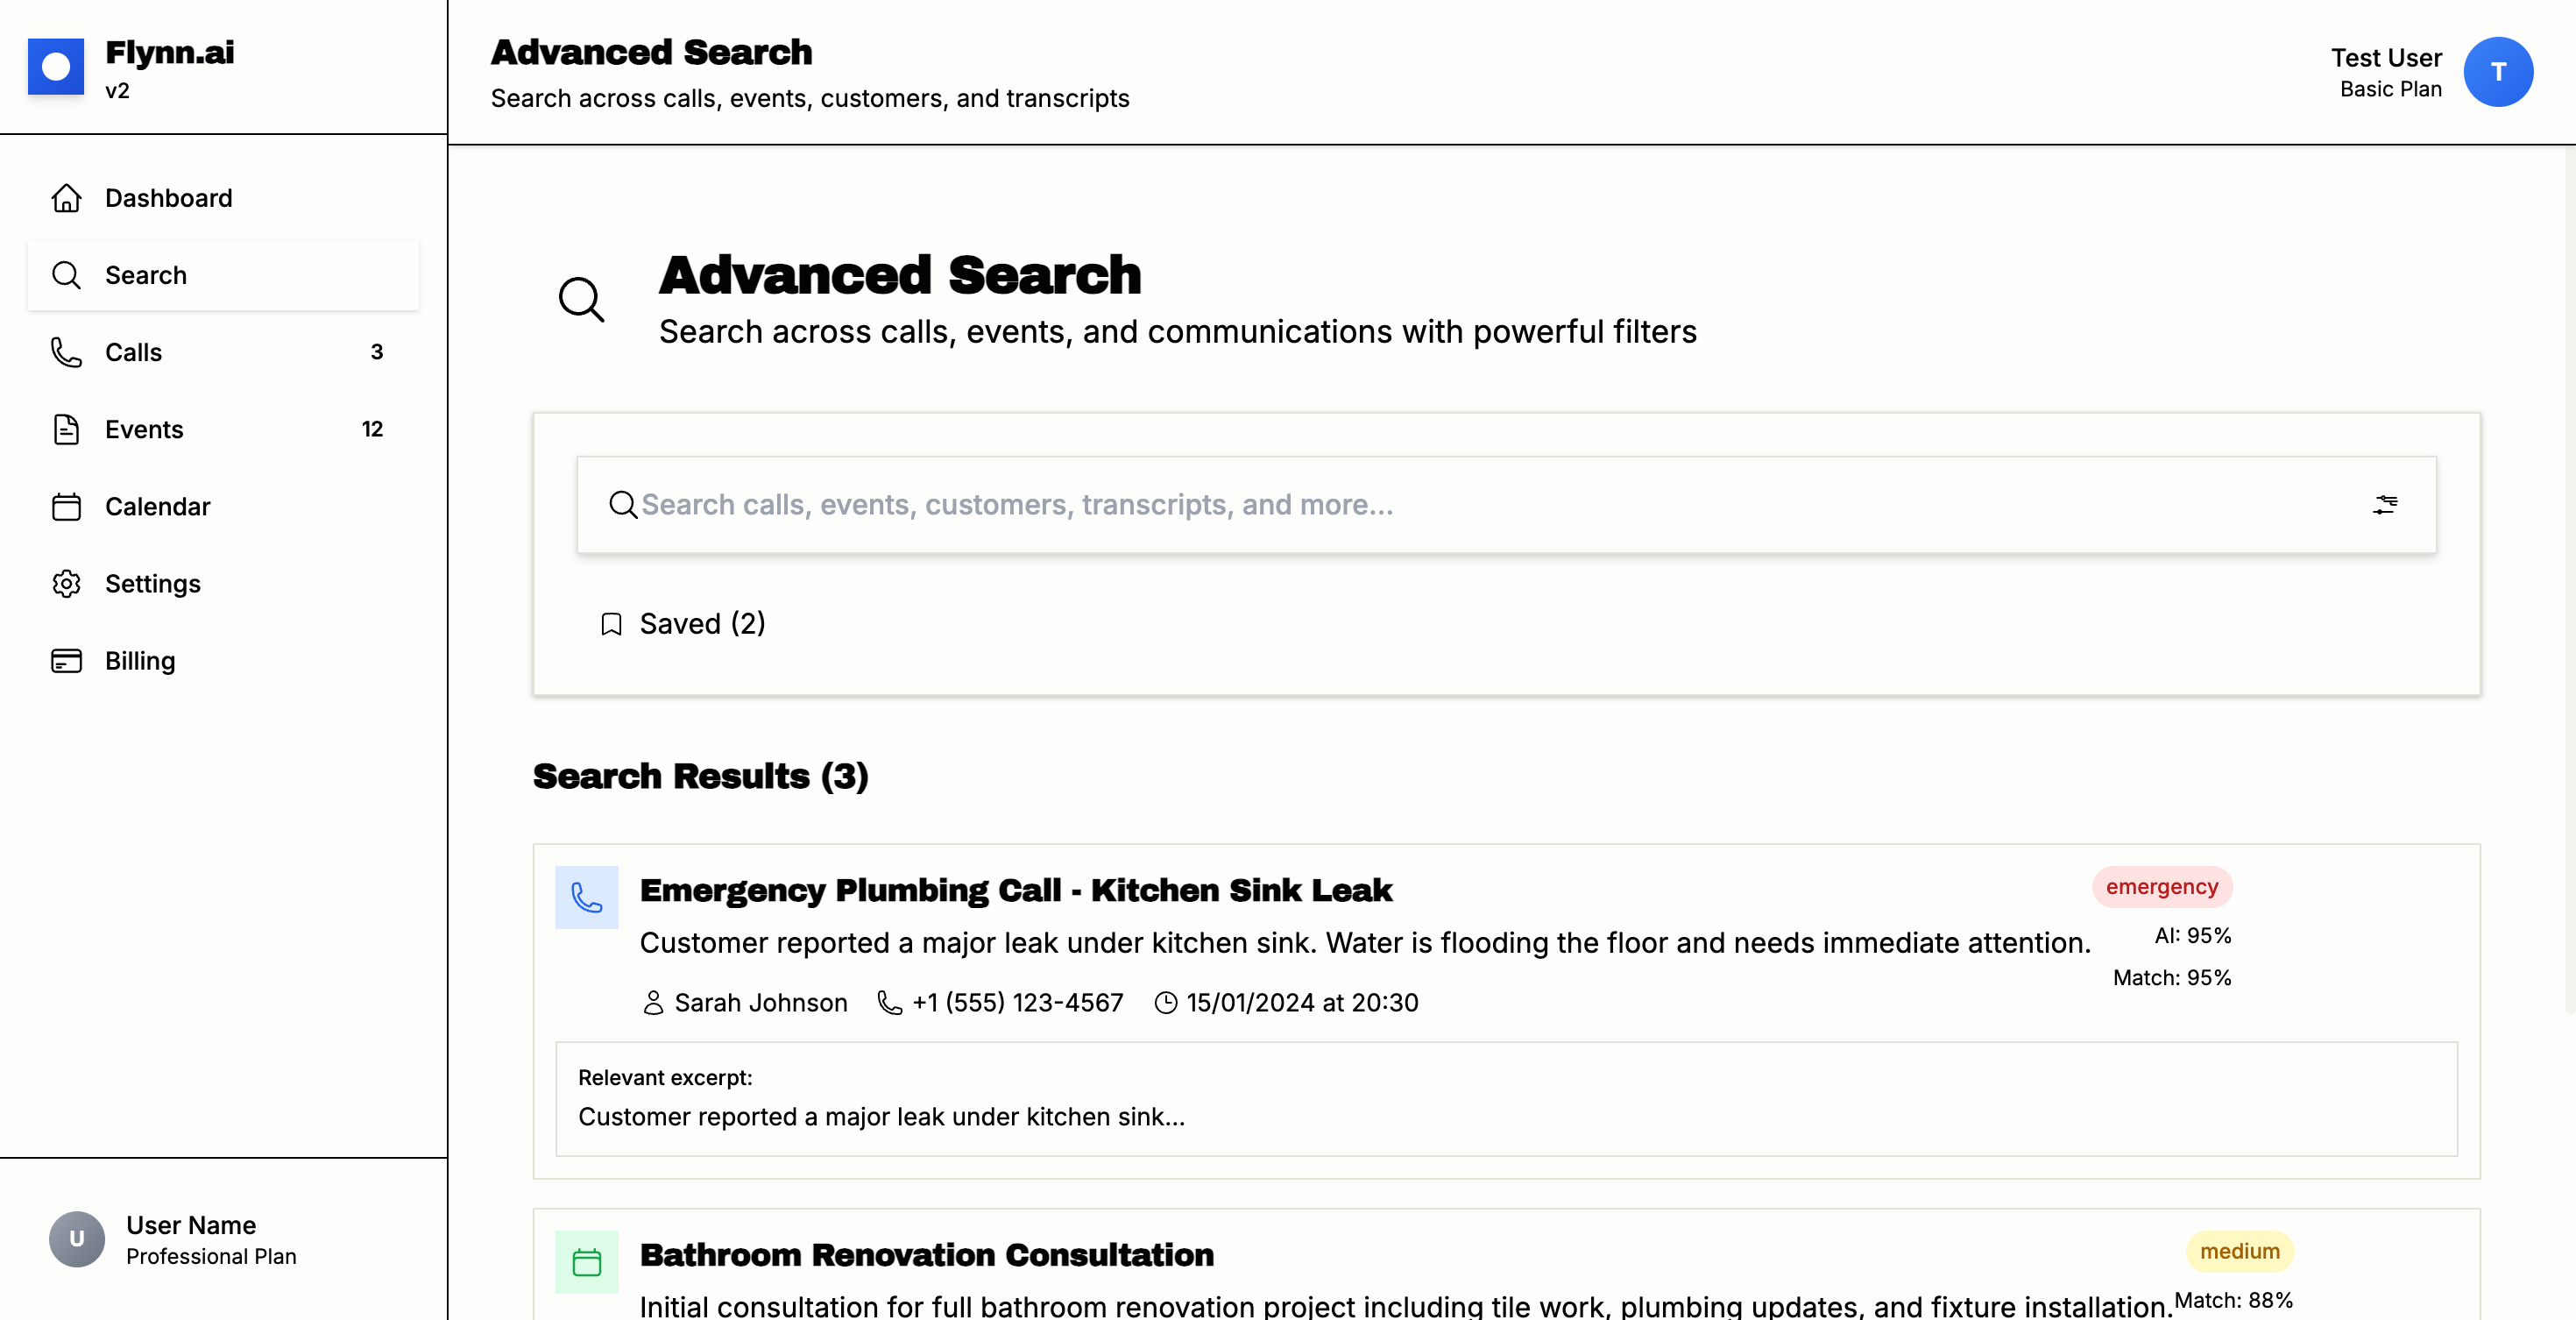 Flynn.ai
v2
Dashboard
Search
Calls 3
Events 12
Calendar
Settings
Billing
U
User Name
Professional Plan
Advanced Search
Search across calls, events, customers, and transcripts
Test User
Basic Plan
T
Advanced Search
Search across calls, events, and communications with powerful filters
Search calls, events, customers, transcripts, and more...
Saved (2)
Search Results (3)
Emergency Plumbing Call - Kitchen Sink Leak
emergency
Customer reported a major leak under kitchen sink. Water is flooding the floor and needs immediate attention.
AI: 95%
Match: 95%
Sarah Johnson +1 (555) 123-4567 15/01/2024 at 20:30
Relevant excerpt:
Customer reported a major leak under kitchen sink...
Bathroom Renovation Consultation
medium
Initial consultation for full bathroom renovation project including tile work, plumbing updates, and fixture installation.
Match: 88%